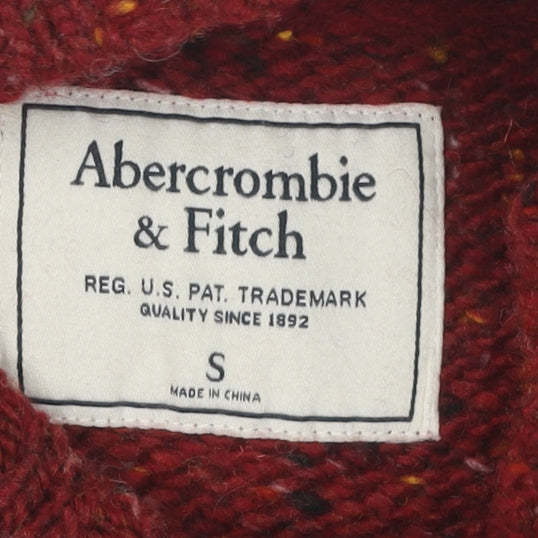 Abercrombie
& Fitch
REG. U.S. PAT. TRADEMARK
QUALITY SINCE 1892
S
MADE IN CHINA